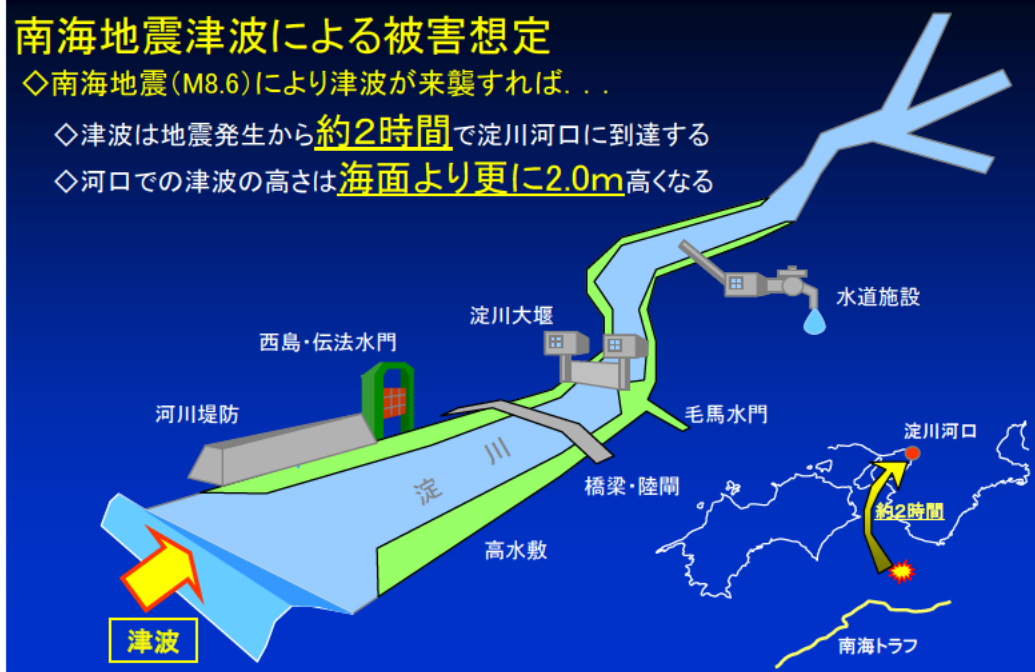 南海地震津波による被害想定
◇南海地震(M8.6)により津波が来襲すれば．．．
◇津波は地震発生から約2時間で淀川河口に到達する
◇河口での津波の高さは海面より更に2.0m高くなる
水道施設
淀川大堰
西島・伝法水門
河川堤防
毛馬水門
淀川河口
淀川
橋梁・陸閘
約2時間
高水敷
津波
南海トラフ